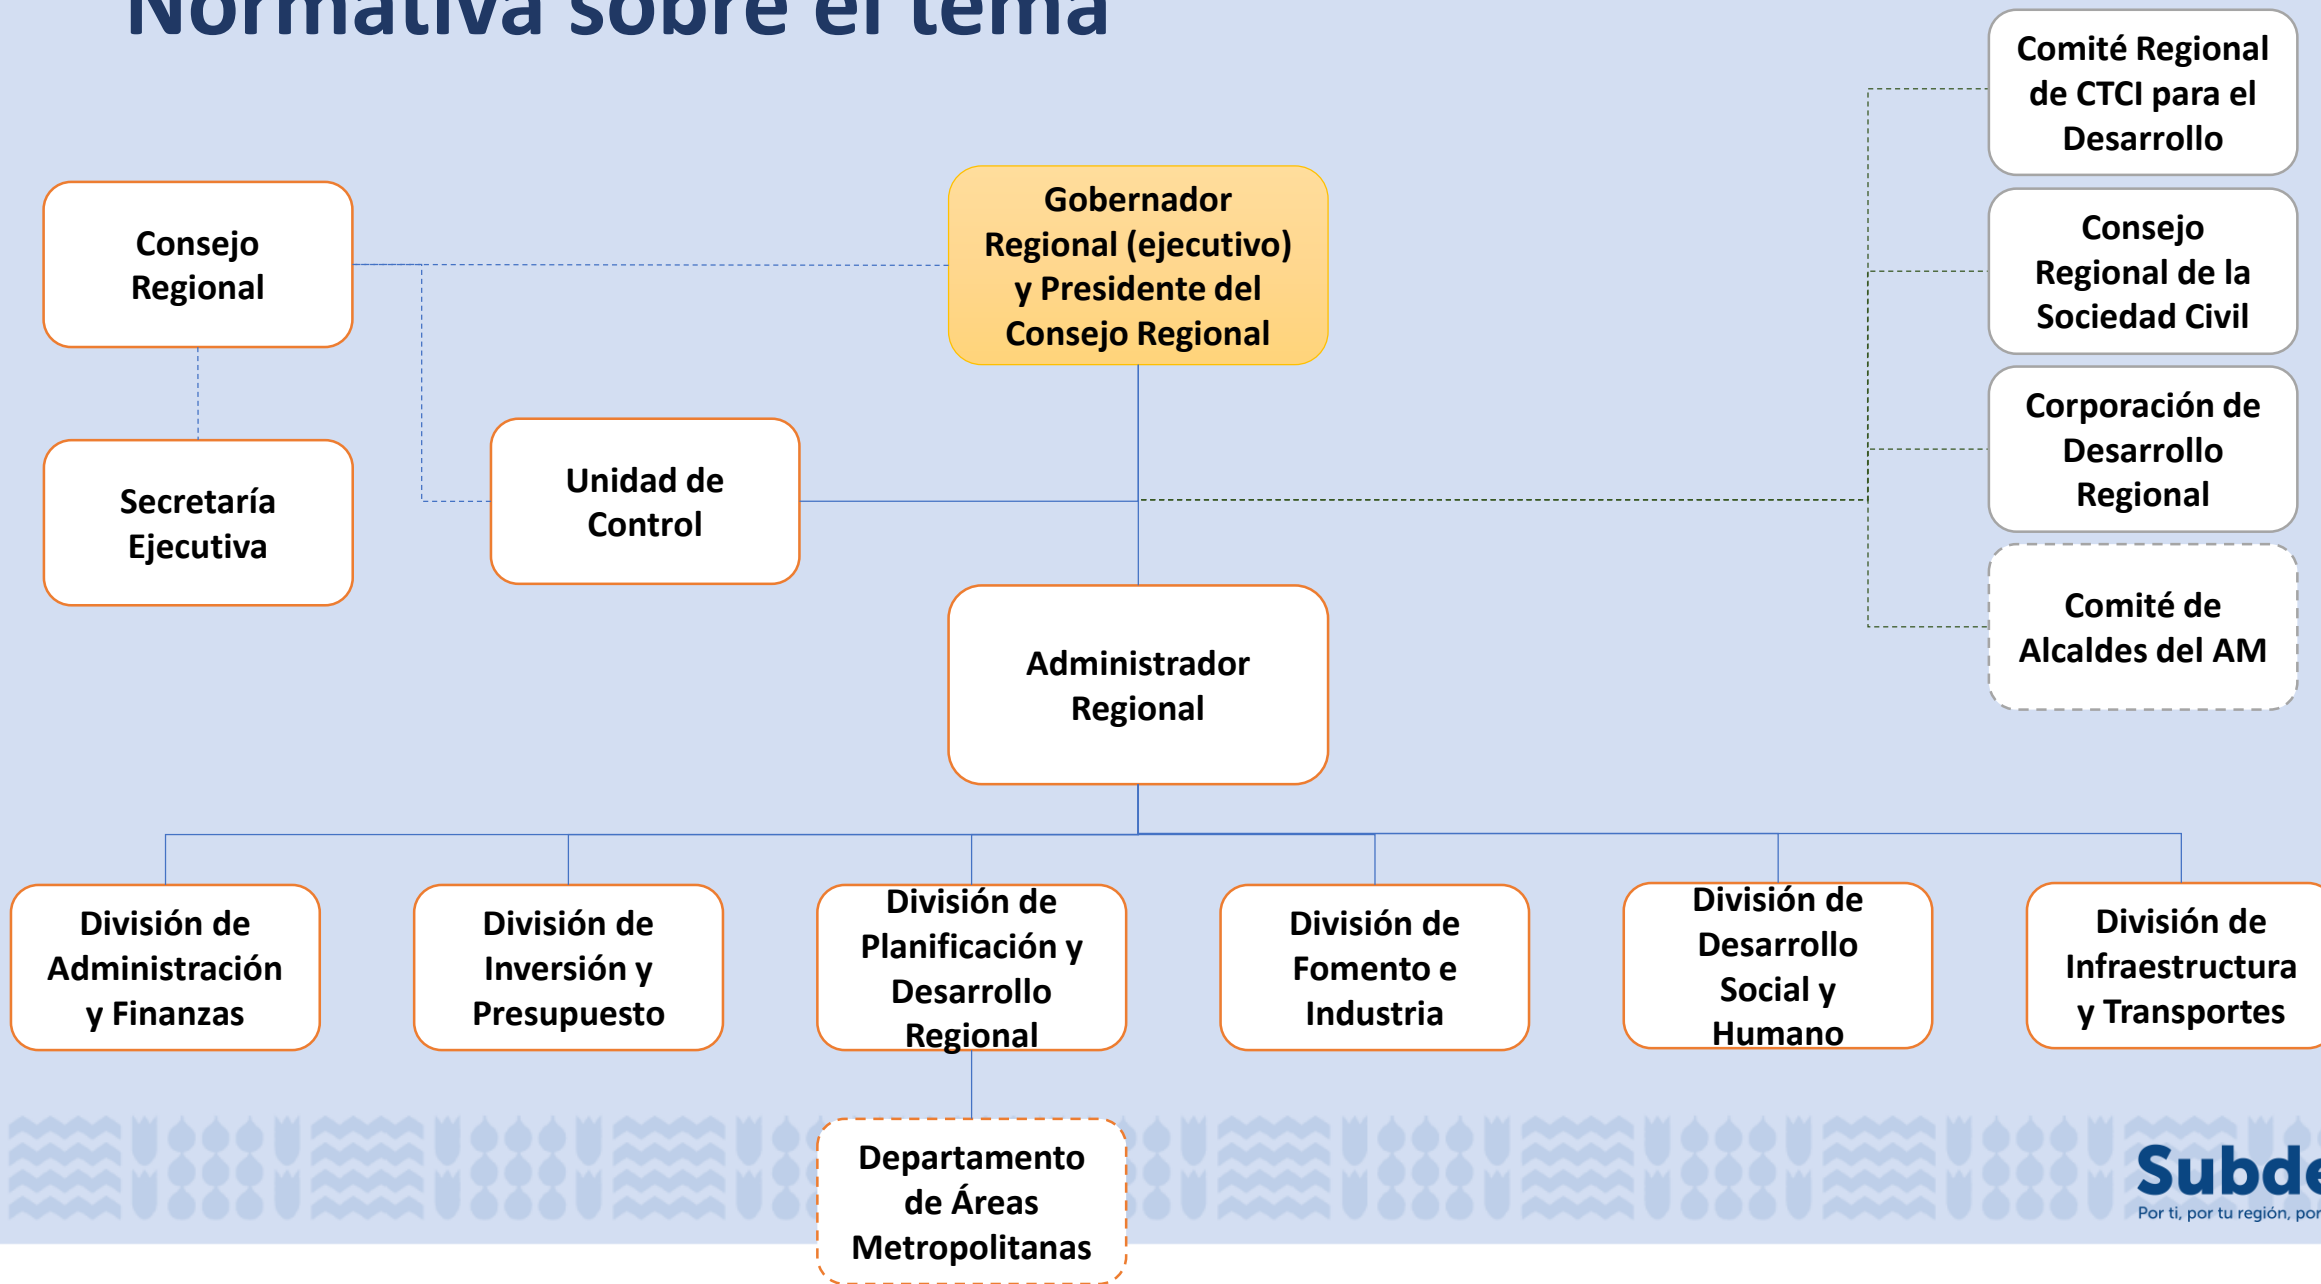 Normativa sobre el tema
Comité Regional
de CTCI para el
Desarrollo
Gobernador
Regional (ejecutivo)
y Presidente del
Consejo Regional
Consejo
Regional
Consejo
Regional de la
Sociedad Civil
Corporación de
Desarrollo
Regional
Secretaría
Ejecutiva
Unidad de
Control
Comité de
Alcaldes del AM
Administrador
Regional
División de
Administración
y Finanzas
División de
Inversión y
Presupuesto
División de
Planificación y
Desarrollo
Regional
División de
Fomento e
Industria
División de
Desarrollo
Social y
Humano
División de
Infraestructura
y Transportes
Departamento
de Áreas
Metropolitanas
Subde
Por ti, por tu región, por